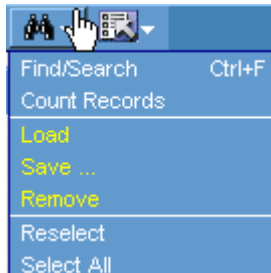 Find/Search Ctrl+F
Count Records
Load
Save ...
Remove
Reselect
Select All